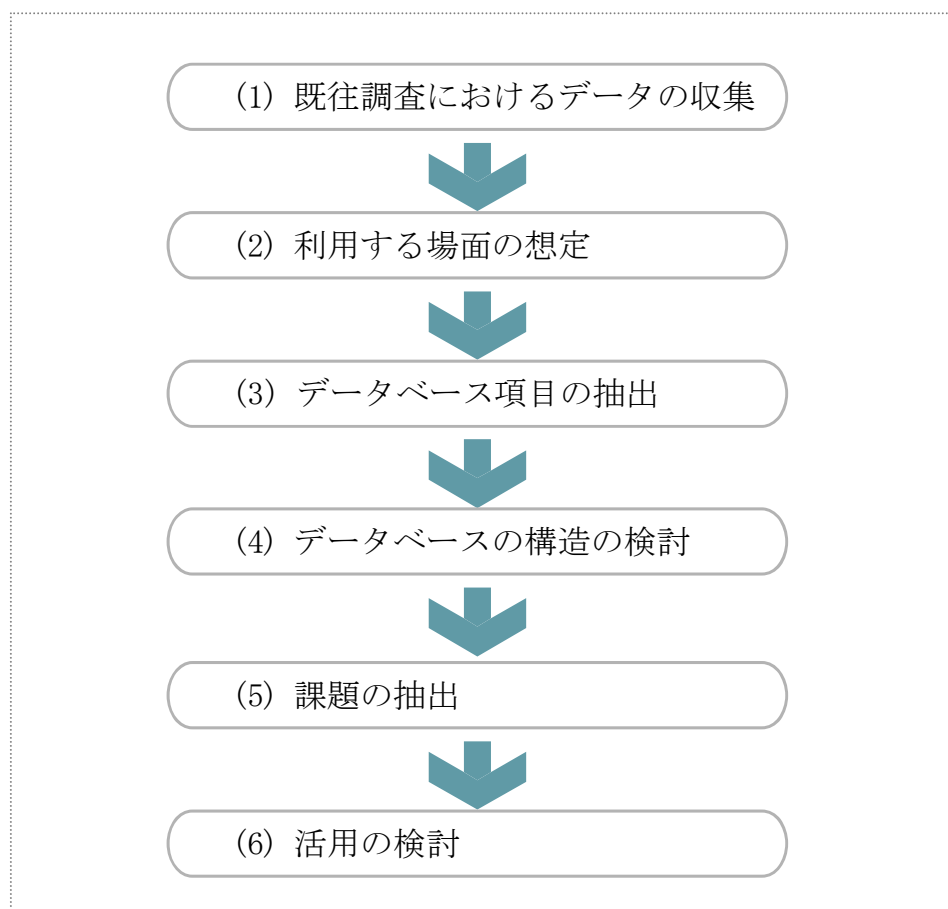 (1) 既往調査におけるデータの収集
(2) 利用する場面の想定
(3) データベース項目の抽出
(4) データベースの構造の検討
(5) 課題の抽出
(6) 活用の検討